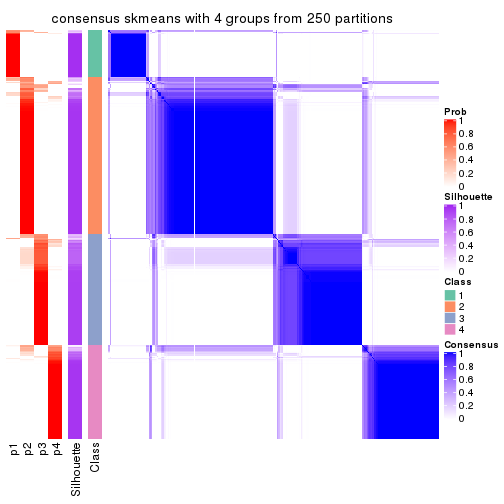 consensus skmeans with 4 groups from 250 partitions
Prob
1
0.8
0.6
0.4
0.2
0
Silhouette
1
0.8
0.6
0.4
0.2
0
Class
1
2
3
4
Consensus
1
0.8
0.6
0.4
0.2
0
p1
p2
p3
p4
Silhouette
Class